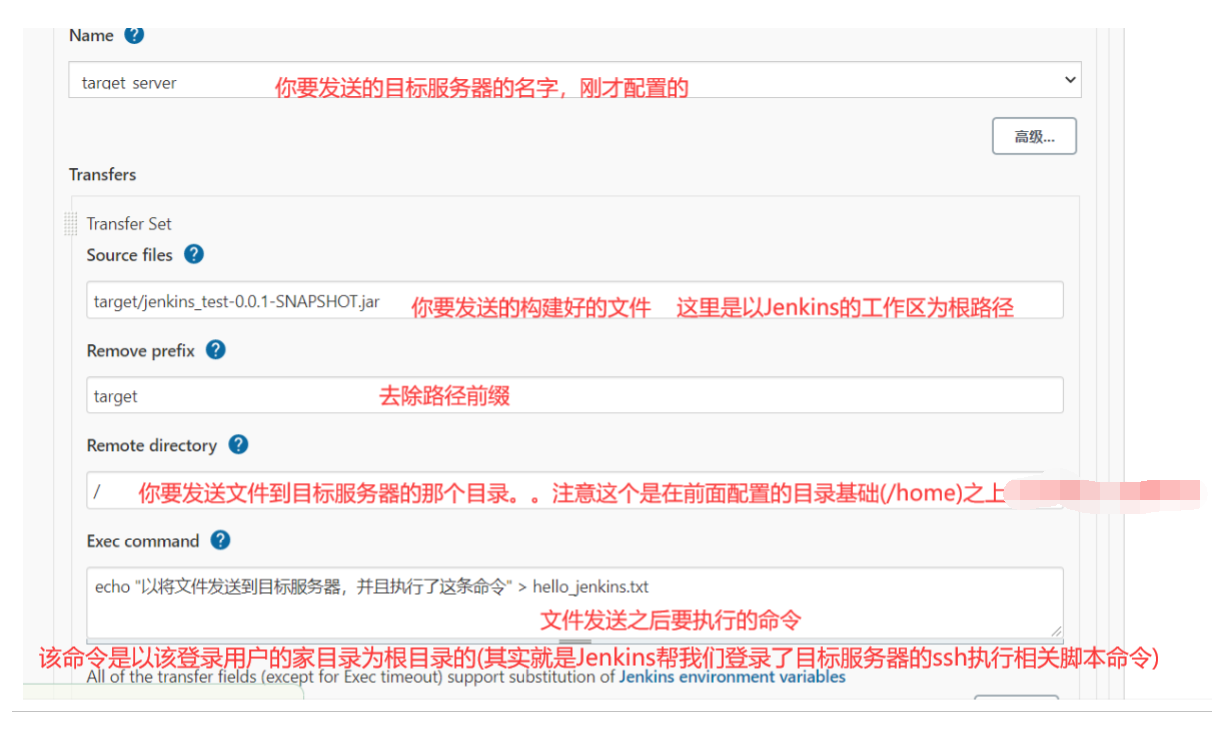 Name
target server 你要发送的目标服务器的名字，刚才配置的
高级...
Transfers
Transfer Set
Source files
target/jenkins_test-0.0.1-SNAPSHOT.jar 你要发送的构建好的文件 这里是以Jenkins的工作区为根路径
Remove prefix
target 去除路径前缀
Remote directory
/ 你要发送文件到目标服务器的那个目录。。注意这个是在前面配置的目录基础(/home)之上
Exec command
echo "以将文件发送到目标服务器，并且执行了这条命令" > hello_jenkins.txt
文件发送之后要执行的命令
该命令是以该登录用户的家目录为根目录的(其实就是Jenkins帮我们登录了目标服务器的ssh执行相关脚本命令)
All of the transfer fields (except for Exec timeout) support substitution of Jenkins environment variables